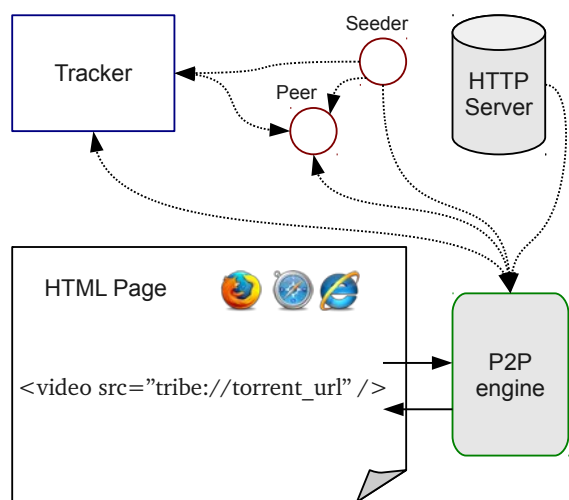 Seeder
Tracker
Peer
HTTP
Server
HTML Page
<video src=”tribe://torrent_url” />
P2P
engine